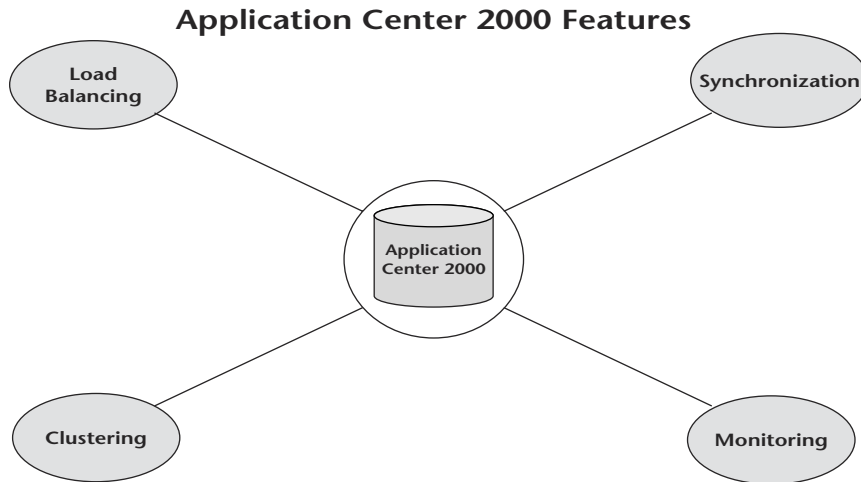 Application Center 2000 Features
Load
Balancing
Synchronization
Application
Center 2000
Clustering
Monitoring